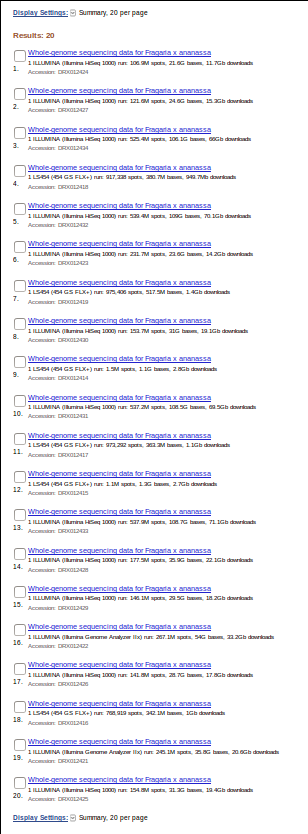 Display Settings: Summary, 20 per page
Results: 20
Whole-genome sequencing data for Fragaria x ananassa
1. 1 ILLUMINA (Illumina HiSeq 1000) run: 106.9M spots, 21.6G bases, 11.7Gb downloads
Accession: DRX012424
Whole-genome sequencing data for Fragaria x ananassa
2. 1 ILLUMINA (Illumina HiSeq 1000) run: 121.6M spots, 24.6G bases, 15.3Gb downloads
Accession: DRX012427
Whole-genome sequencing data for Fragaria x ananassa
3. 1 ILLUMINA (Illumina HiSeq 1000) run: 525.4M spots, 106.1G bases, 66Gb downloads
Accession: DRX012434
Whole-genome sequencing data for Fragaria x ananassa
4. 1 LS454 (454 GS FLX+) run: 917,338 spots, 380.7M bases, 949.7Mb downloads
Accession: DRX012418
Whole-genome sequencing data for Fragaria x ananassa
5. 1 ILLUMINA (Illumina HiSeq 1000) run: 539.4M spots, 109G bases, 70.1Gb downloads
Accession: DRX012432
Whole-genome sequencing data for Fragaria x ananassa
6. 1 ILLUMINA (Illumina HiSeq 1000) run: 231.7M spots, 23.6G bases, 14.2Gb downloads
Accession: DRX012423
Whole-genome sequencing data for Fragaria x ananassa
7. 1 LS454 (454 GS FLX+) run: 975,406 spots, 517.5M bases, 1.4Gb downloads
Accession: DRX012419
Whole-genome sequencing data for Fragaria x ananassa
8. 1 ILLUMINA (Illumina HiSeq 1000) run: 153.7M spots, 31G bases, 19.1Gb downloads
Accession: DRX012430
Whole-genome sequencing data for Fragaria x ananassa
9. 1 LS454 (454 GS FLX+) run: 1.5M spots, 1.1G bases, 2.8Gb downloads
Accession: DRX012414
Whole-genome sequencing data for Fragaria x ananassa
10. 1 ILLUMINA (Illumina HiSeq 1000) run: 537.2M spots, 108.5G bases, 69.5Gb downloads
Accession: DRX012431
Whole-genome sequencing data for Fragaria x ananassa
11. 1 LS454 (454 GS FLX+) run: 973,292 spots, 363.3M bases, 1.1Gb downloads
Accession: DRX012417
Whole-genome sequencing data for Fragaria x ananassa
12. 1 LS454 (454 GS FLX+) run: 1.1M spots, 1.3G bases, 2.7Gb downloads
Accession: DRX012415
Whole-genome sequencing data for Fragaria x ananassa
13. 1 ILLUMINA (Illumina HiSeq 1000) run: 537.9M spots, 108.7G bases, 71.1Gb downloads
Accession: DRX012433
Whole-genome sequencing data for Fragaria x ananassa
14. 1 ILLUMINA (Illumina HiSeq 1000) run: 177.5M spots, 35.9G bases, 22.1Gb downloads
Accession: DRX012428
Whole-genome sequencing data for Fragaria x ananassa
15. 1 ILLUMINA (Illumina HiSeq 1000) run: 146.1M spots, 29.5G bases, 18.2Gb downloads
Accession: DRX012429
Whole-genome sequencing data for Fragaria x ananassa
16. 1 ILLUMINA (Illumina Genome Analyzer IIx) run: 267.1M spots, 54G bases, 33.2Gb downloads
Accession: DRX012422
Whole-genome sequencing data for Fragaria x ananassa
17. 1 ILLUMINA (Illumina HiSeq 1000) run: 141.8M spots, 28.7G bases, 17.8Gb downloads
Accession: DRX012426
Whole-genome sequencing data for Fragaria x ananassa
18. 1 LS454 (454 GS FLX+) run: 768,919 spots, 342.1M bases, 1Gb downloads
Accession: DRX012416
Whole-genome sequencing data for Fragaria x ananassa
19. 1 ILLUMINA (Illumina Genome Analyzer IIx) run: 245.1M spots, 35.8G bases, 20.6Gb downloads
Accession: DRX012421
Whole-genome sequencing data for Fragaria x ananassa
20. 1 ILLUMINA (Illumina HiSeq 1000) run: 154.8M spots, 31.3G bases, 19.4Gb downloads
Accession: DRX012425
Display Settings: Summary, 20 per page